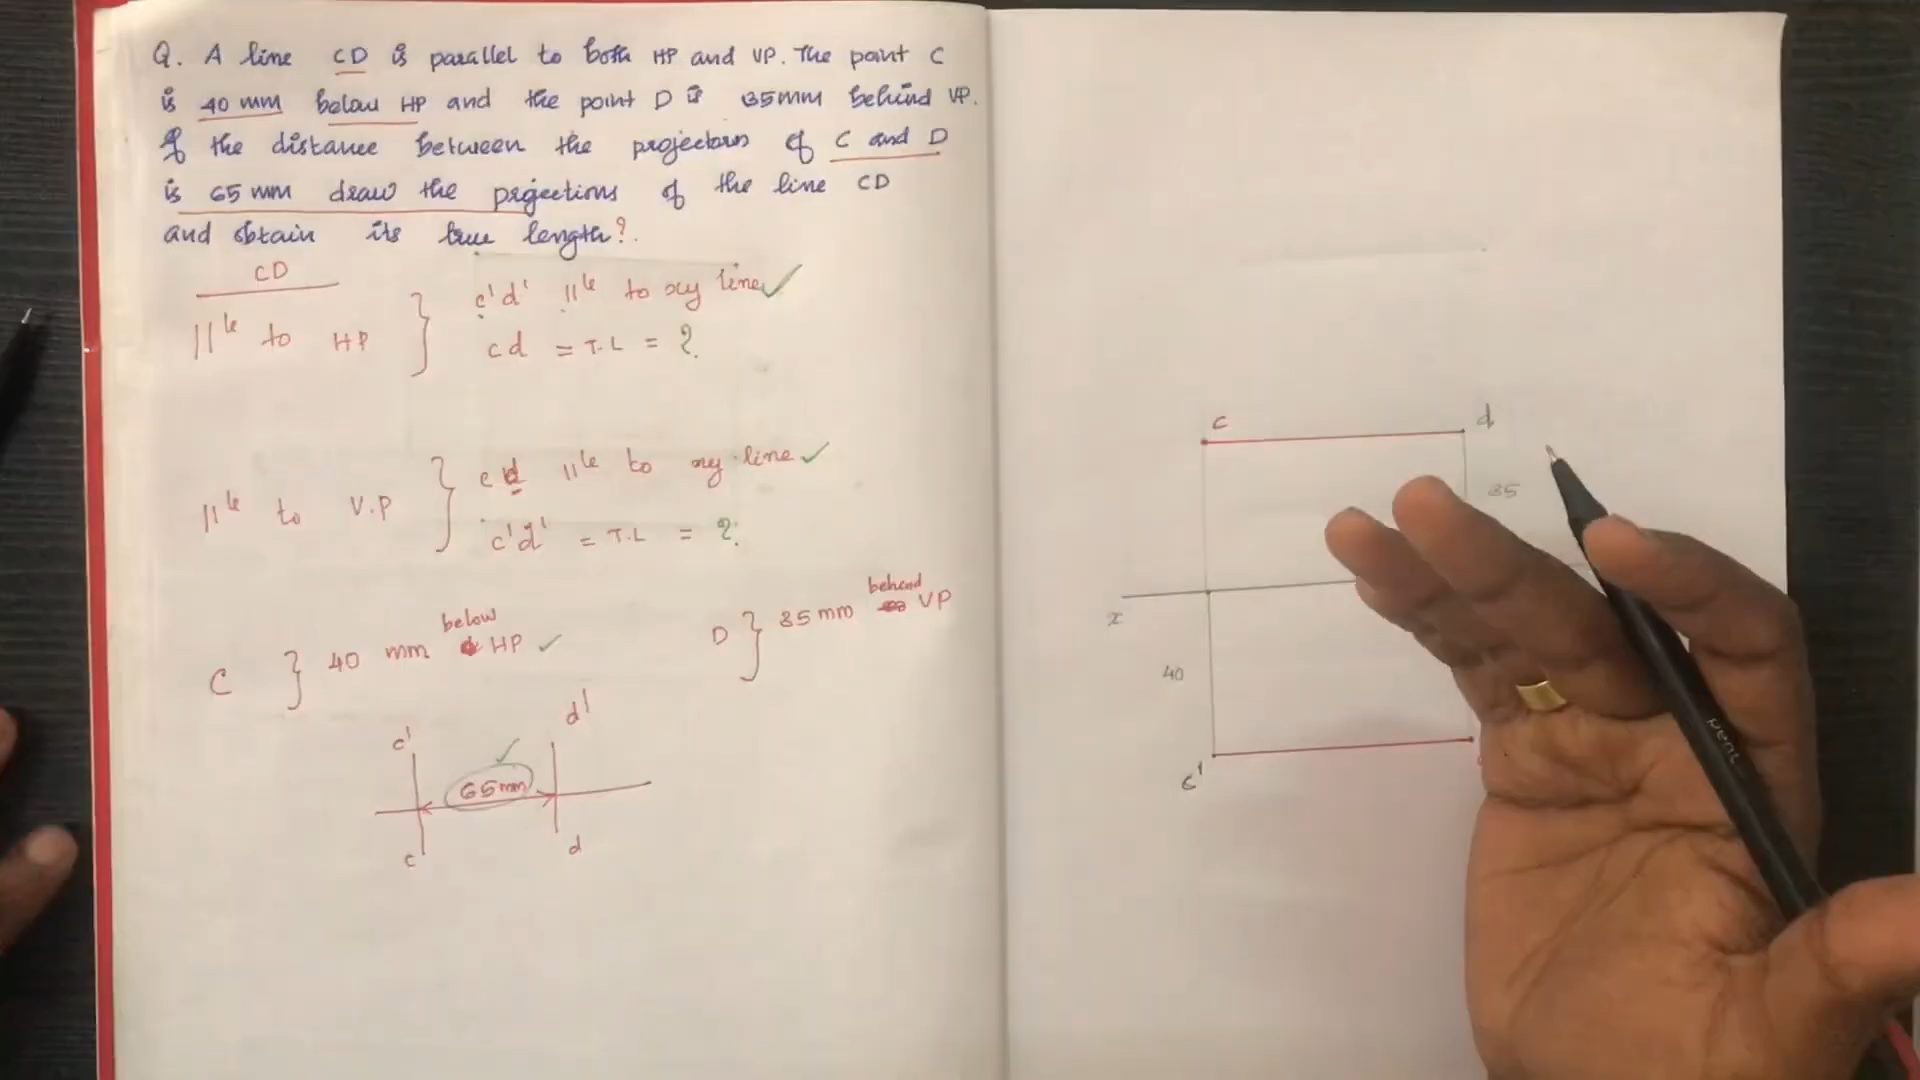 Q. A line CD is parallel to both HP and VP. The point C
is 40 mm below HP and the point D is 35mm behind VP.
If the distance between the projectors of C and D
is 65 mm draw the projections of the line CD
and obtain its true length?.
CD
||le to HP } c'd' ||le to xy line ✓
cd = T.L = ?
||le to V.P } cd ||le to xy line ✓
c'd' = T.L = ?
C } 40 mm below HP ✓
D } 35 mm behend VP
c' d'
65mm ✓
c d
c d
35
x
40
c'
Real